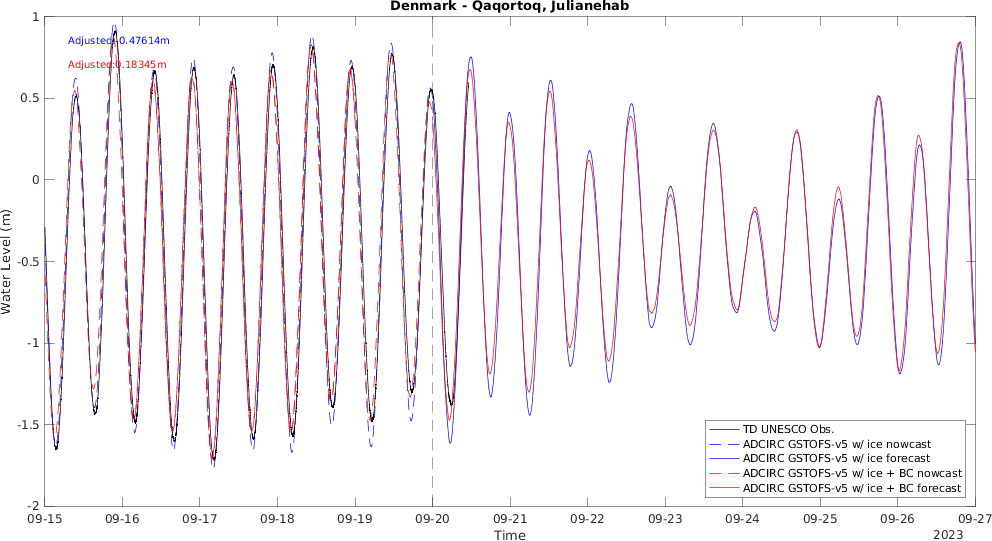 Denmark - Qaqortoq, Julianehab
Adjusted:-0.47614m
Adjusted:0.18345m
Water Level (m)
1
0.5
0
-0.5
-1
-1.5
-2
TD UNESCO Obs.
ADCIRC GSTOFS-v5 w/ ice nowcast
ADCIRC GSTOFS-v5 w/ ice forecast
ADCIRC GSTOFS-v5 w/ ice + BC nowcast
ADCIRC GSTOFS-v5 w/ ice + BC forecast
09-15 09-16 09-17 09-18 09-19 09-20 09-21 09-22 09-23 09-24 09-25 09-26 09-27
Time
2023